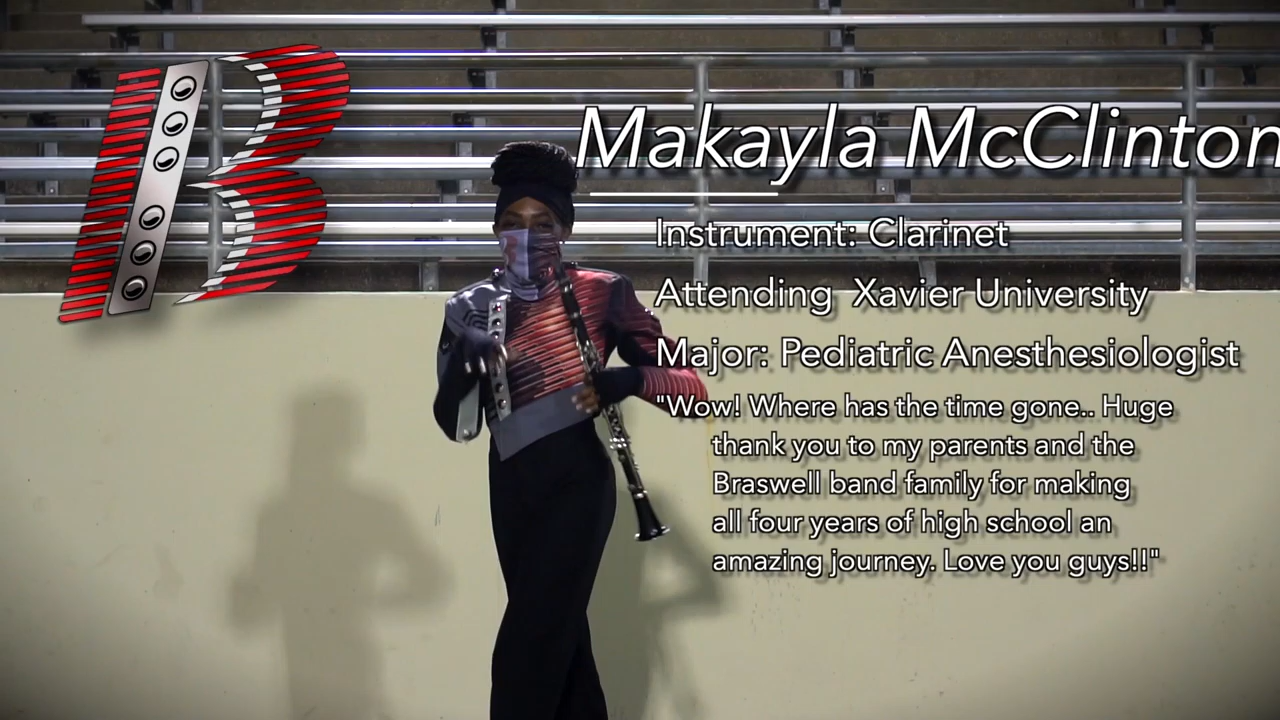 B
Makayla McClinton
Instrument: Clarinet
Attending Xavier University
Major: Pediatric Anesthesiologist
"Wow! Where has the time gone.. Huge
thank you to my parents and the
Braswell band family for making
all four years of high school an
amazing journey. Love you guys!!"